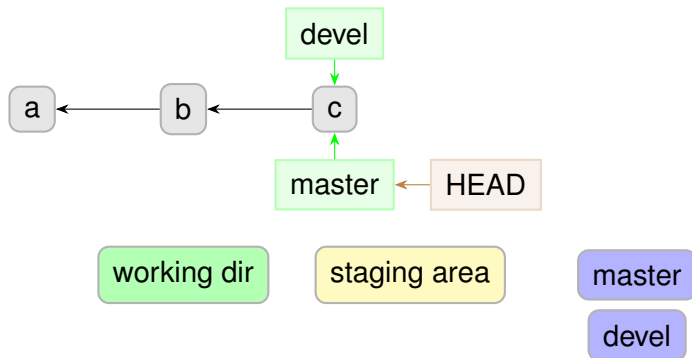 devel
a
b
c
master
HEAD
working dir
staging area
master
devel